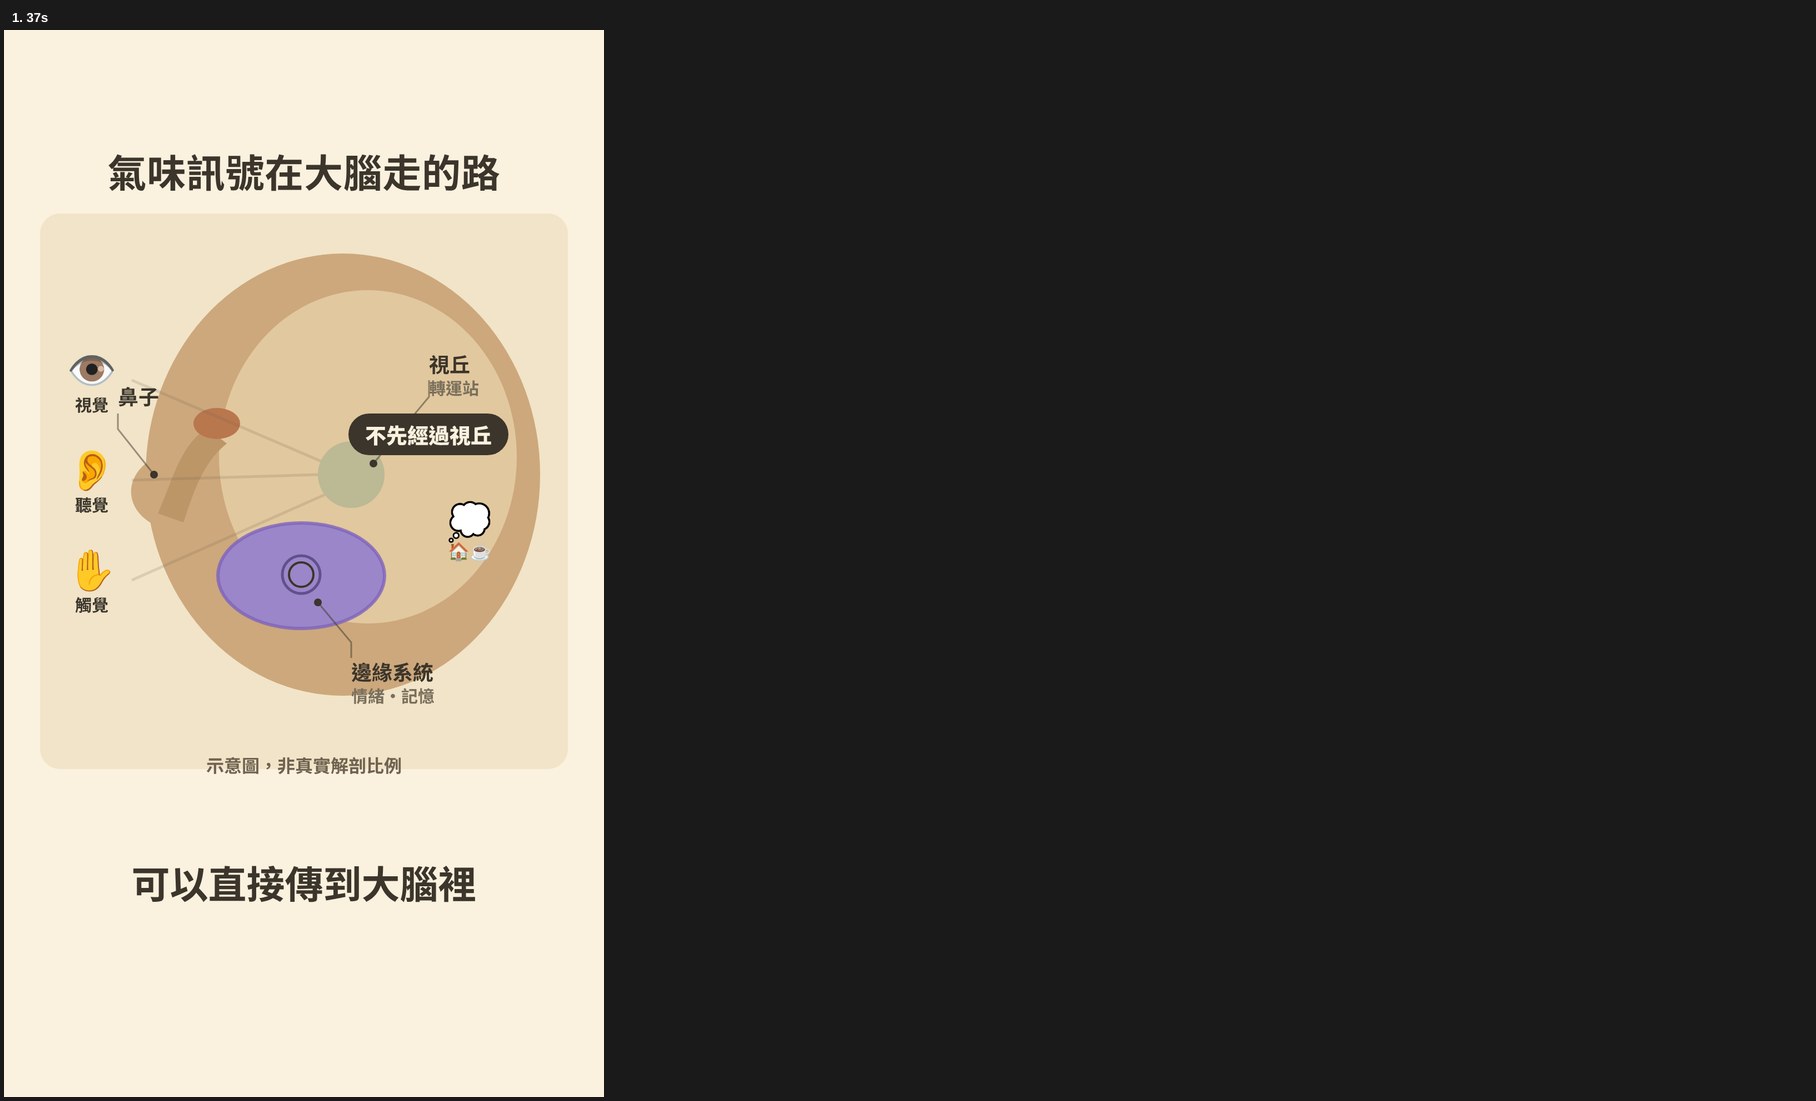 1. 37s
氣味訊號在大腦走的路
視丘
轉運站
視覺
鼻子
不先經過視丘
聽覺
觸覺
邊緣系統
情緒・記憶
示意圖，非真實解剖比例
可以直接傳到大腦裡